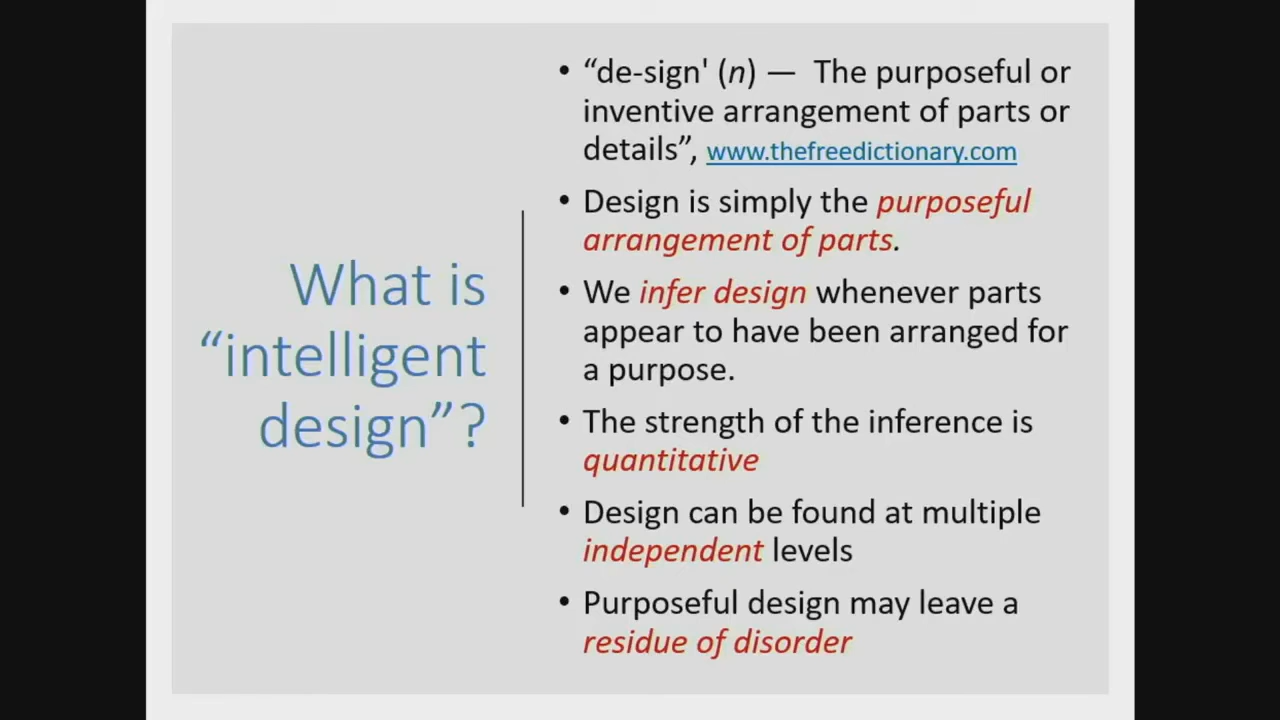 What is
“intelligent
design”?
• “de-sign' (n) — The purposeful or
inventive arrangement of parts or
details”, www.thefreedictionary.com
• Design is simply the purposeful
arrangement of parts.
• We infer design whenever parts
appear to have been arranged for
a purpose.
• The strength of the inference is
quantitative
• Design can be found at multiple
independent levels
• Purposeful design may leave a
residue of disorder